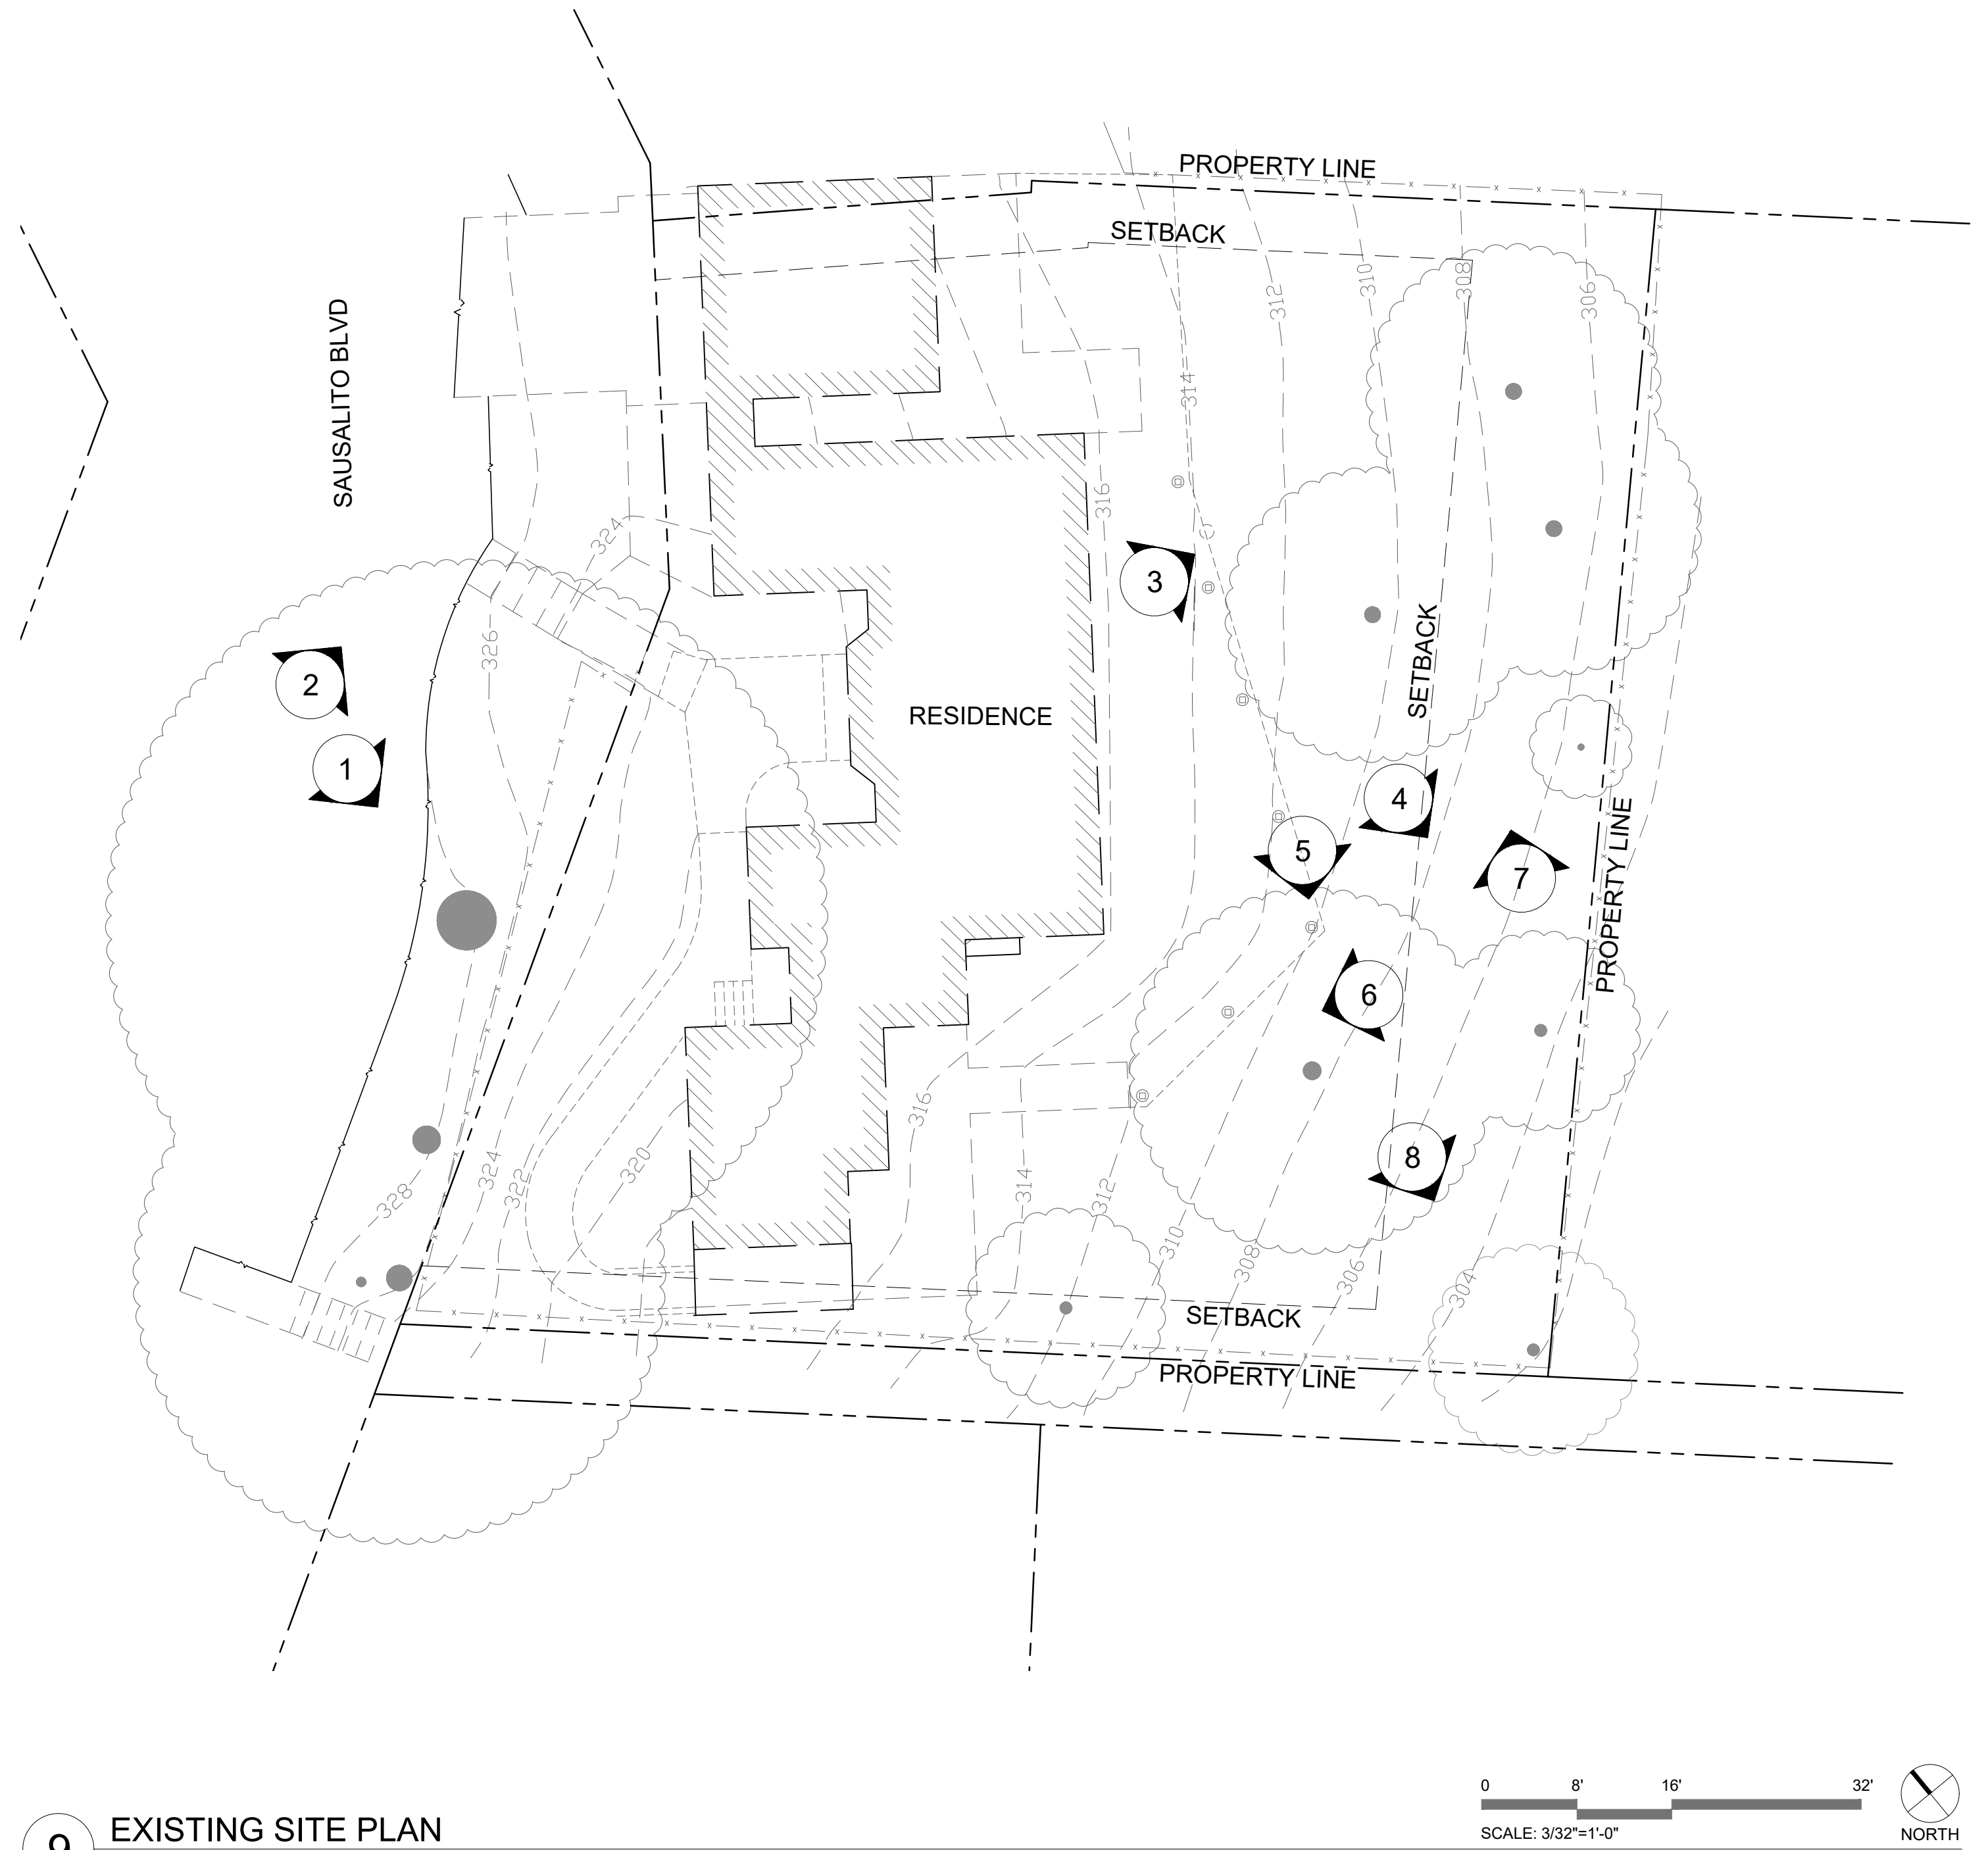 PROPERTY LINE
SETBACK
SAUSALITO BLVD
312
310
308
306
314
316
324
326
3
2
1
SETBACK
RESIDENCE
4
5
7
PROPERTY LINE
6
8
328
324
322
320
316
314
312
310
308
306
304
SETBACK
PROPERTY LINE
0 8' 16' 32'
SCALE: 3/32"=1'-0"
NORTH
9 EXISTING SITE PLAN